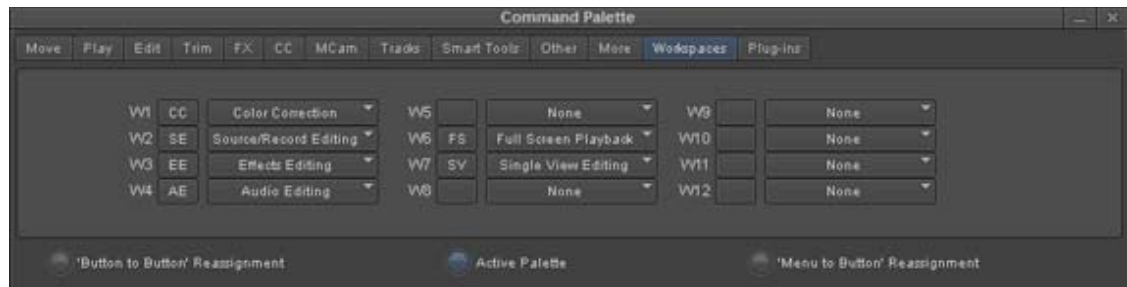 Command Palette
Move Play Edit Trim FX CC MCam Tracks Smart Tools Other More Workspaces Plug-ins
W1 CC Color Correction W5 None W9 None
W2 SE Source/Record Editing W6 FS Full Screen Playback W10 None
W3 EE Effects Editing W7 SV Single View Editing W11 None
W4 AE Audio Editing W8 None W12 None
'Button to Button' Reassignment Active Palette 'Menu to Button' Reassignment